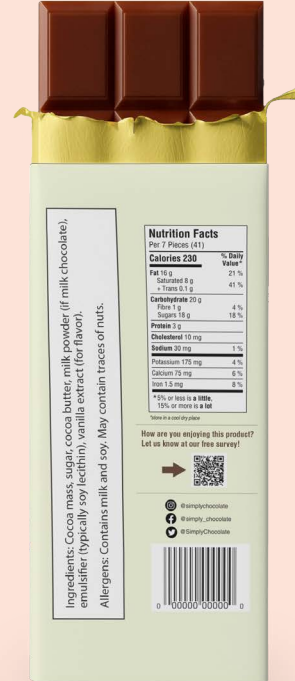 Ingredients: Cocoa mass, sugar, cocoa butter, milk powder (if milk chocolate),
emulsifier (typically soy lecithin), vanilla extract (for flavor).
Allergens: Contains milk and soy. May contain traces of nuts.
Nutrition Facts
Per 7 Pieces (41)
Calories 230 % Daily Value*
Fat 16 g 21 %
Saturated 8 g
+ Trans 0.1 g 41 %
Carbohydrate 20 g
Fibre 1 g 4 %
Sugars 18 g 18 %
Protein 3 g
Cholesterol 10 mg
Sodium 30 mg 1 %
Potassium 175 mg 4 %
Calcium 75 mg 6 %
Iron 1.5 mg 8 %
*5% or less is a little,
15% or more is a lot
*store in a cool dry place
How are you enjoying this product?
Let us know at our free survey!
@simplychocolate
@simply_chocolate
@SimplyChocolate
0 00000 00000 0